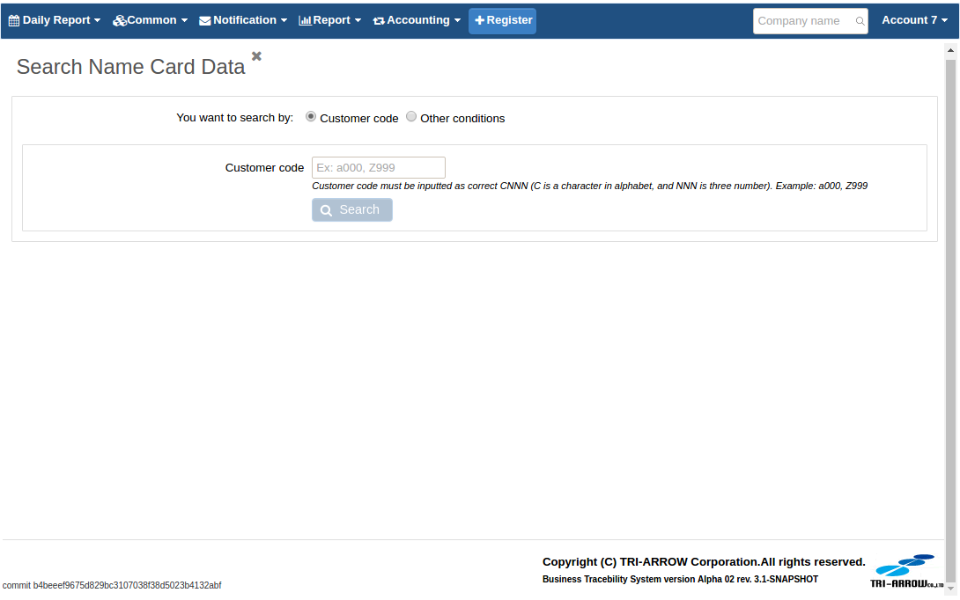 Daily Report Common Notification Report Accounting Register Company name Account 7
Search Name Card Data
You want to search by: Customer code Other conditions
Customer code Ex: a000, Z999
Customer code must be inputted as correct CNNN (C is a character in alphabet, and NNN is three number). Example: a000, Z999
Search
Copyright (C) TRI-ARROW Corporation.All rights reserved.
Business Tracebility System version Alpha 02 rev. 3.1-SNAPSHOT
TRI-ARROW CO.,LTD
commit b4beeef9675d829bc3107038f38d5023b4132abf